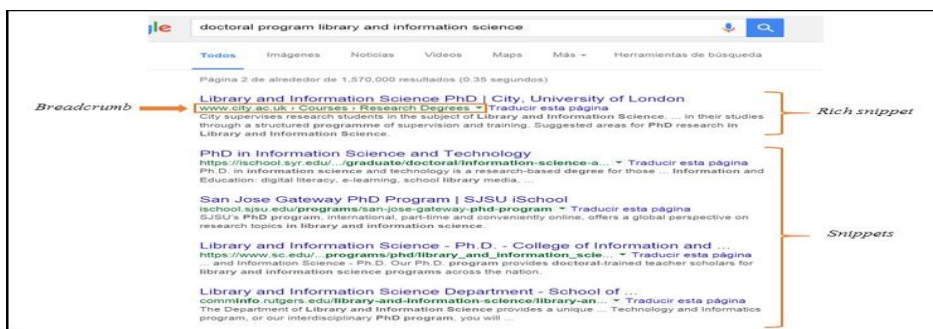 gle doctoral program library and information science
Todos Imágenes Noticias Videos Maps Más Herramientas de búsqueda
Página 2 de alrededor de 1,570,000 resultados (0.35 segundos)
Library and Information Science PhD | City, University of London
Breadcrumb
www.city.ac.uk › Courses › Research Degrees Traducir esta página
Rich snippet
City supervises research students in the subject of Library and Information Science. ... in their studies
through a structured programme of supervision and training. Suggested areas for PhD research in
Library and Information Science.
PhD in Information Science and Technology
https://ischool.syr.edu/.../graduate/doctoral/information-science-a... Traducir esta página
Ph.D. in information science and technology is a research-based degree for those ... Information and
Education: digital literacy, e-learning, school library media, ...
San Jose Gateway PhD Program | SJSU iSchool
ischool.sjsu.edu/programs/san-jose-gateway-phd-program Traducir esta página
SJSU's PhD program, international, part-time and conveniently online, offers a global perspective on
research topics in library and information science.
Snippets
Library and Information Science - Ph.D. - College of Information and ...
https://www.sc.edu/...programs/phd/library_and_information_scie... Traducir esta página
... and Information Science - Ph.D. Our Ph.D. program provides doctoral-trained teacher scholars for
library and information science programs across the nation.
Library and Information Science Department - School of ...
comminfo.rutgers.edu/library-and-information-science/library-an... Traducir esta página
The Department of Library and Information Science provides a unique ... Technology and Informatics
program, or our interdisciplinary PhD program, you will ...